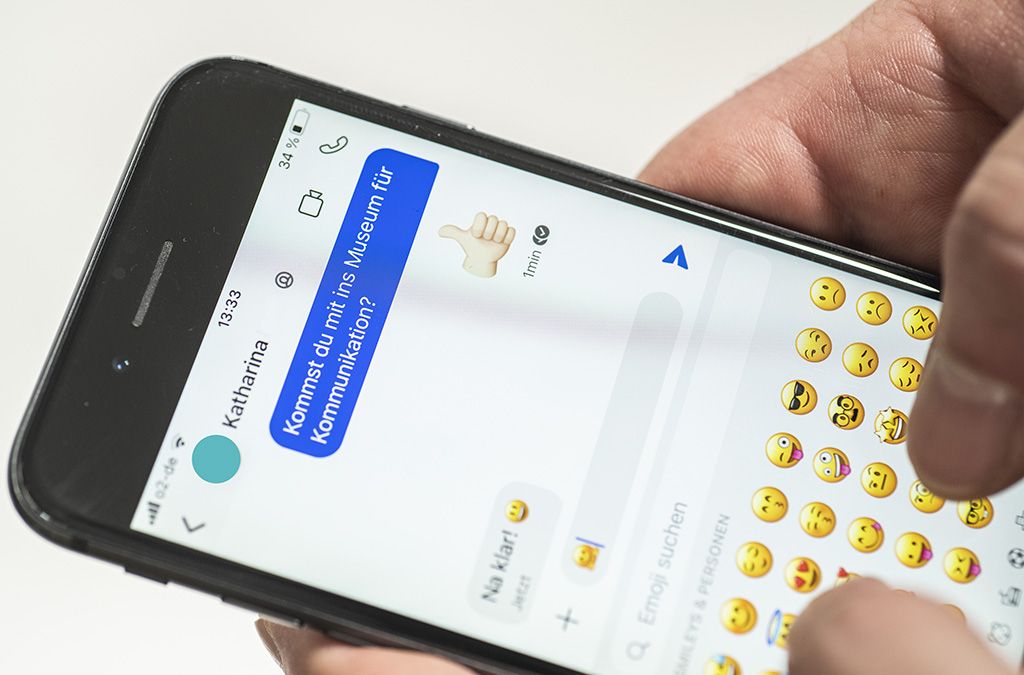 o2-de
13:33
34 %
Katharina
@
Kommst du mit ins Museum für
Kommunikation?
1min
Na klar! 😀
Jetzt
Emoji suchen
SMILEYS & PERSONEN